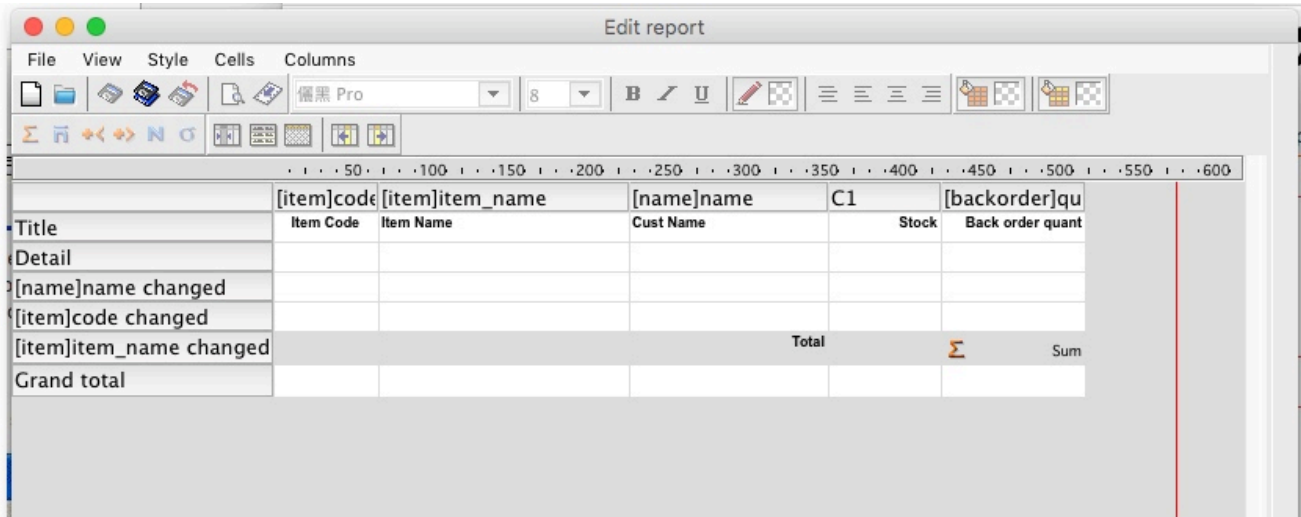 Edit report
File View Style Cells Columns
儷黑 Pro 8 B I U
Σ n N σ
50 100 150 200 250 300 350 400 450 500 550 600
[item]code [item]item_name [name]name C1 [backorder]qu
Title Item Code Item Name Cust Name Stock Back order quant
Detail
[name]name changed
[item]code changed
[item]item_name changed Total Σ Sum
Grand total